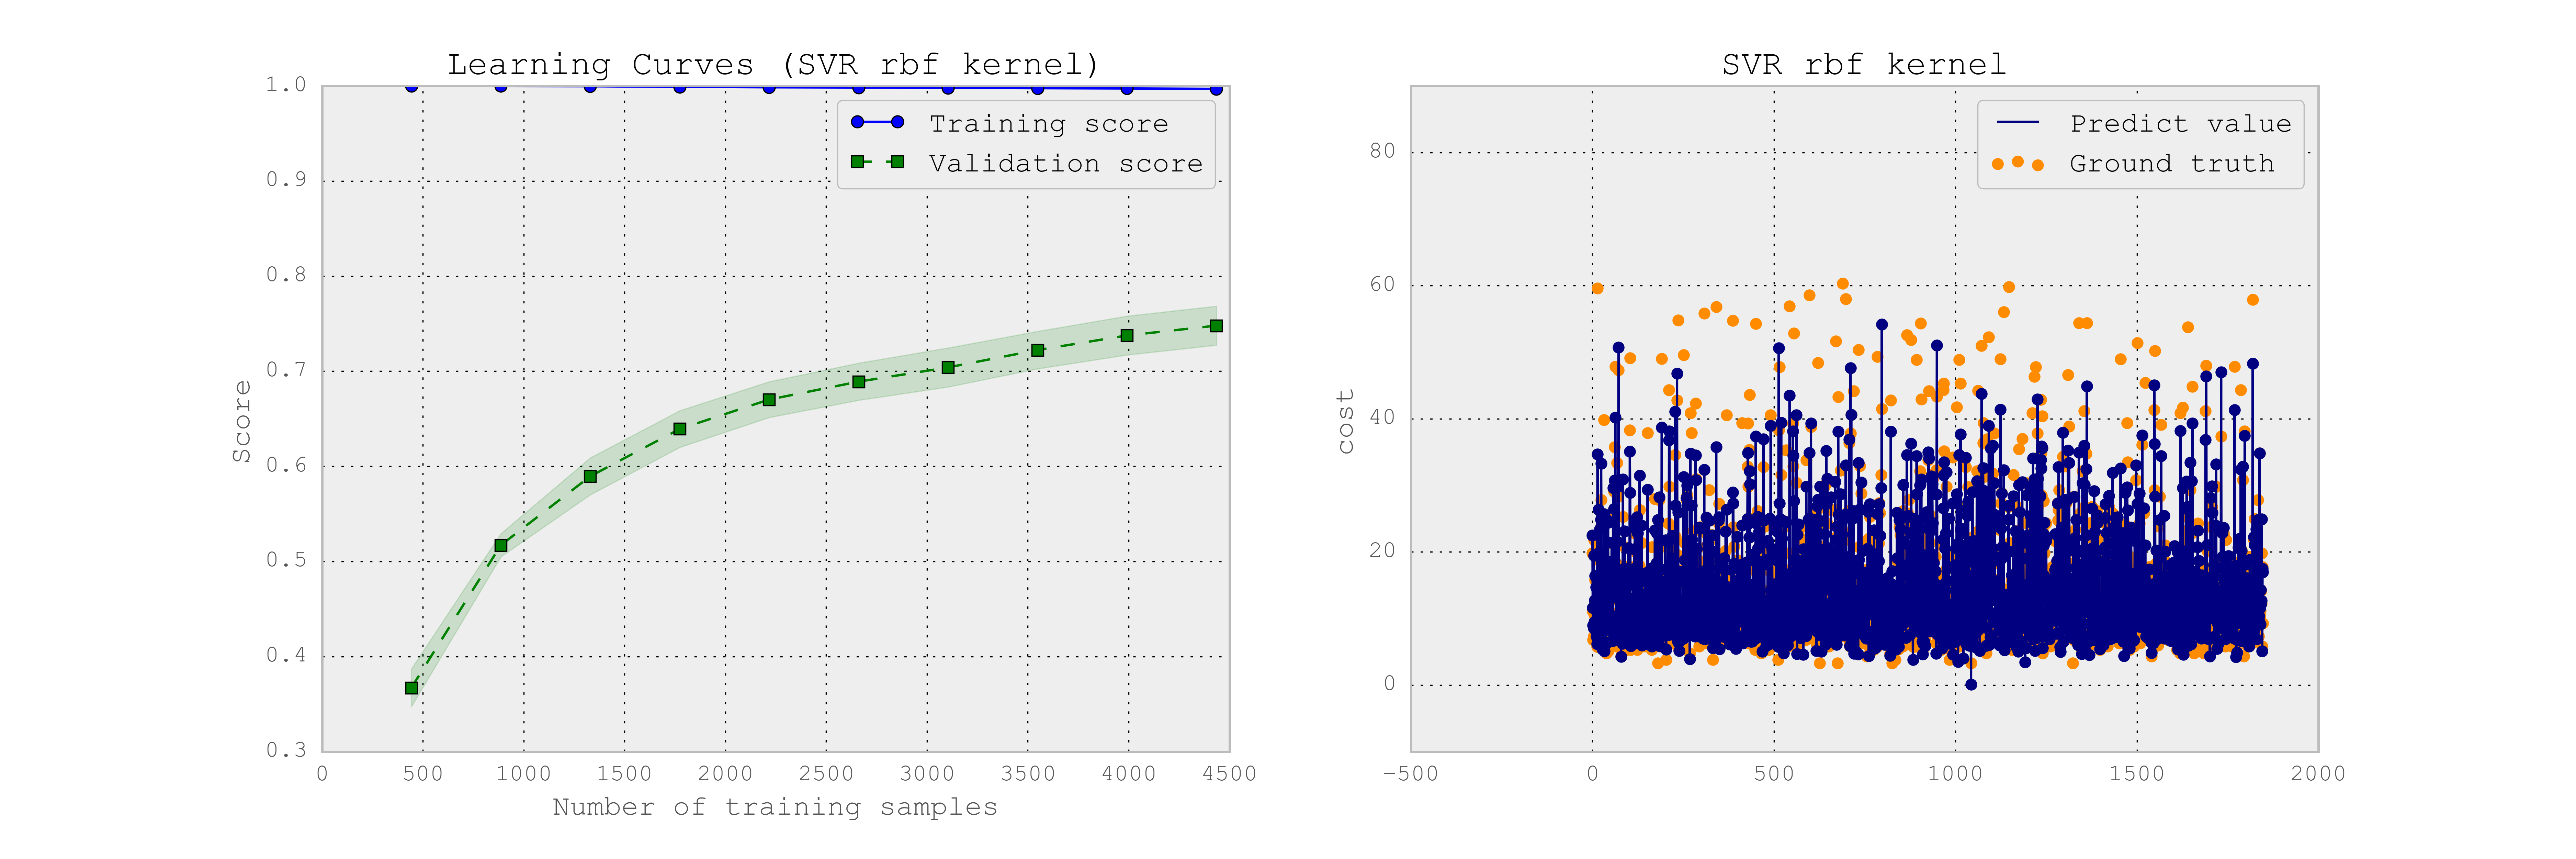 Learning Curves (SVR rbf kernel)
1.0
0.9
0.8
0.7
0.6
0.5
0.4
0.3
Score
Training score
Validation score
0 500 1000 1500 2000 2500 3000 3500 4000 4500
Number of training samples
SVR rbf kernel
80
60
40
20
0
cost
Predict value
Ground truth
−500 0 500 1000 1500 2000